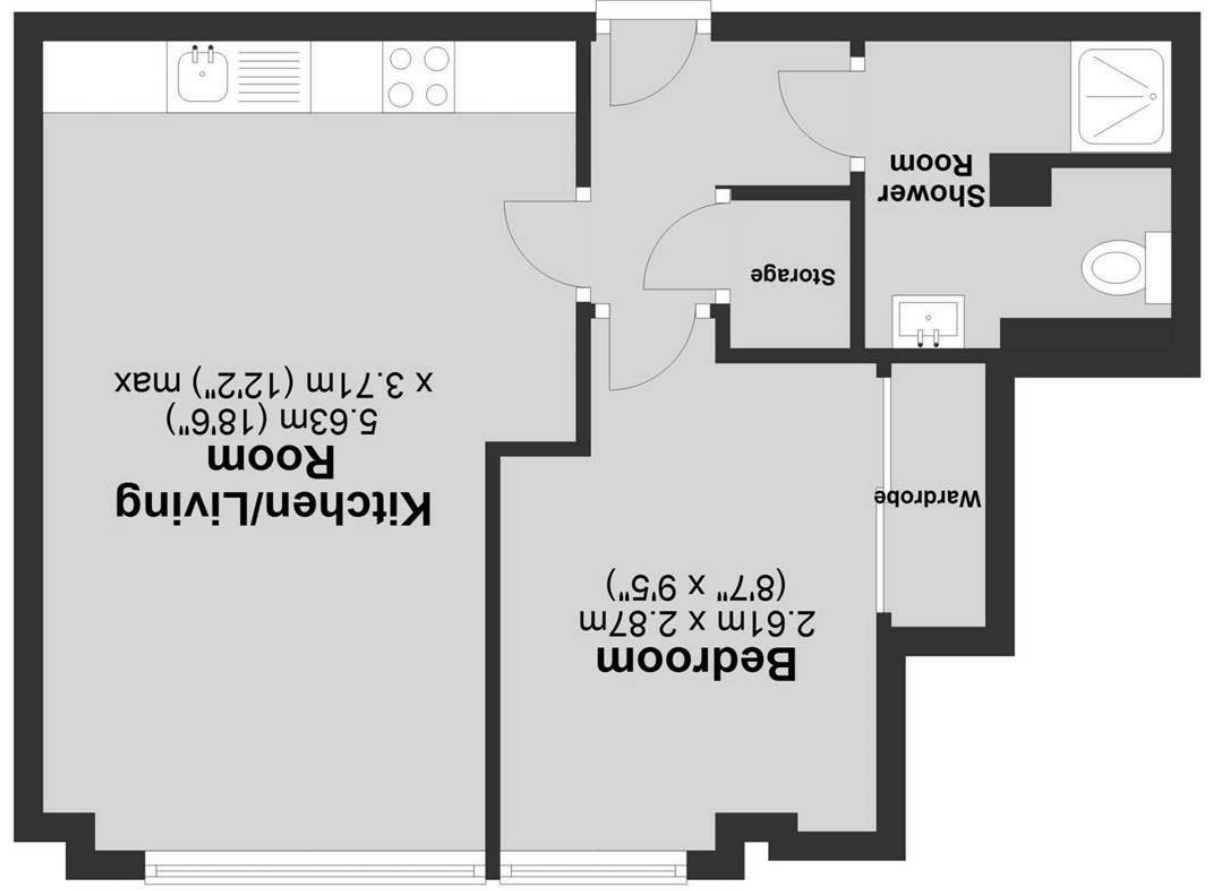 Bedroom
2.61m x 2.87m
(8'7" x 9'5")
Wardrobe
Kitchen/Living
Room
5.63m (18'6")
x 3.71m (12'2") max
Storage
Shower
Room